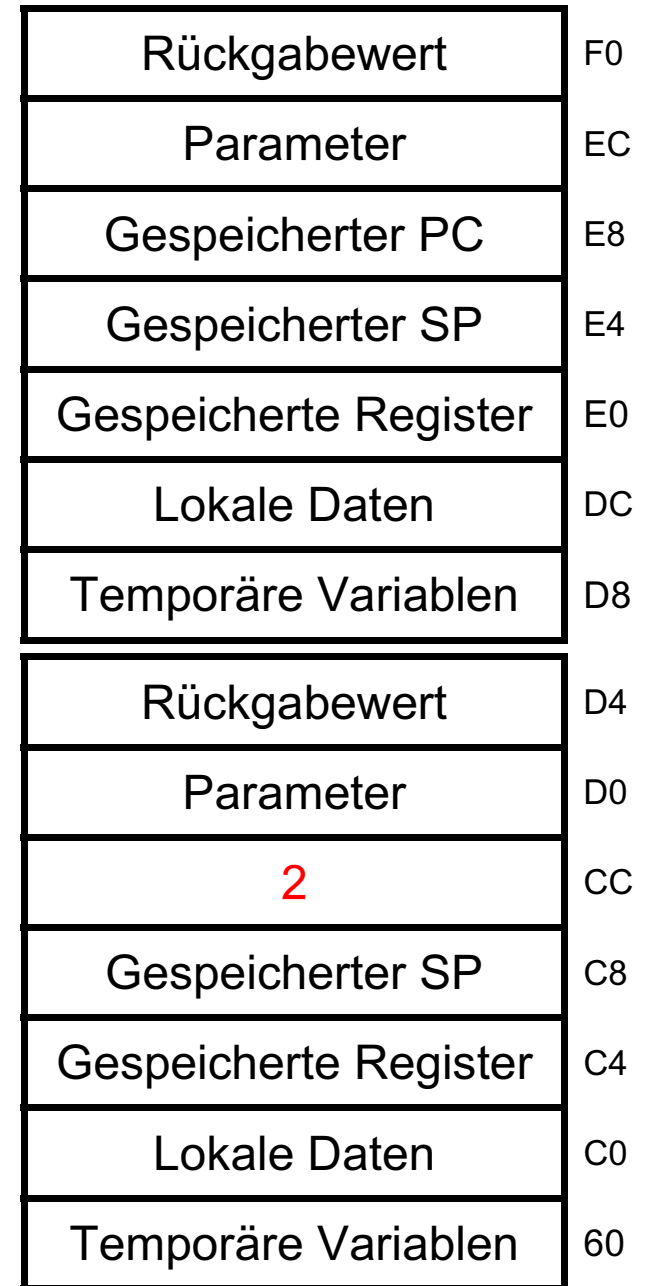 Rückgabewert F0
Parameter EC
Gespeicherter PC E8
Gespeicherter SP E4
Gespeicherte Register E0
Lokale Daten DC
Temporäre Variablen D8
Rückgabewert D4
Parameter D0
2 CC
Gespeicherter SP C8
Gespeicherte Register C4
Lokale Daten C0
Temporäre Variablen 60